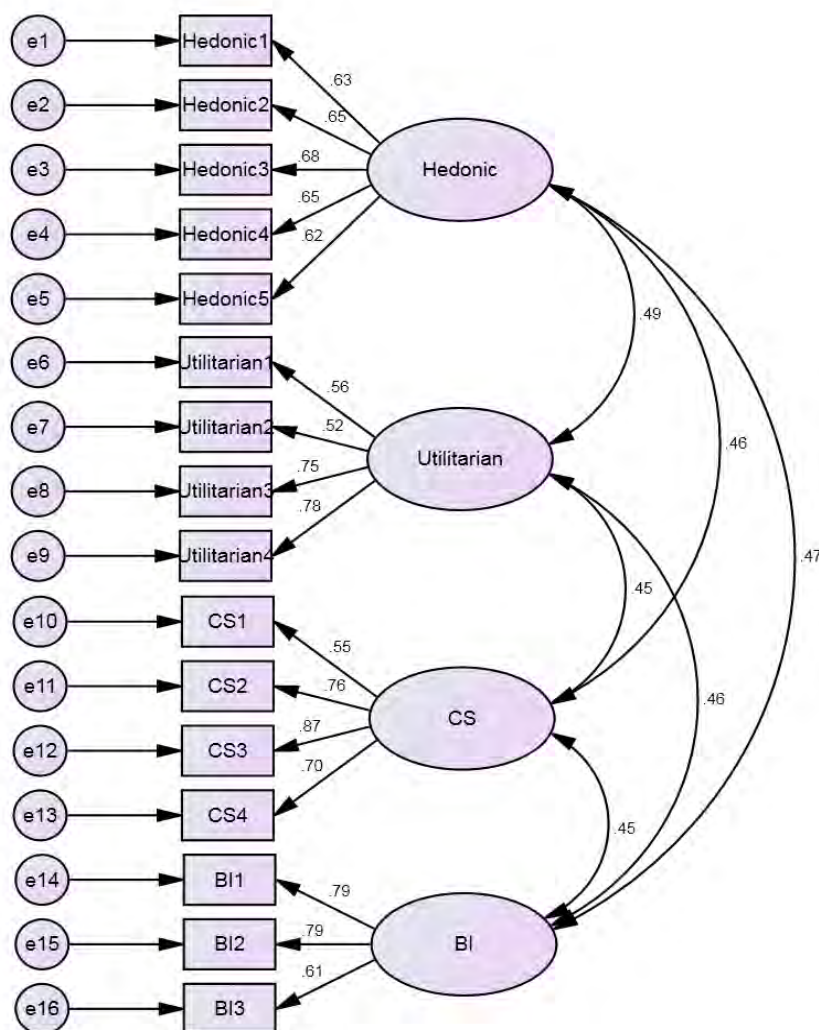 e1 Hedonic1
.63
e2 Hedonic2
.65
e3 Hedonic3 .68 Hedonic
e4 Hedonic4 .65
.62
e5 Hedonic5
.49
e6 Utilitarian1
.56
e7 Utilitarian2 .52
.46
Utilitarian
e8 Utilitarian3 .75
.78
e9 Utilitarian4
.47
.45
e10 CS1
.55
e11 CS2 .76
.46
CS
e12 CS3 .87
.70
e13 CS4
.45
e14 BI1
.79
e15 BI2 .79 BI
.61
e16 BI3